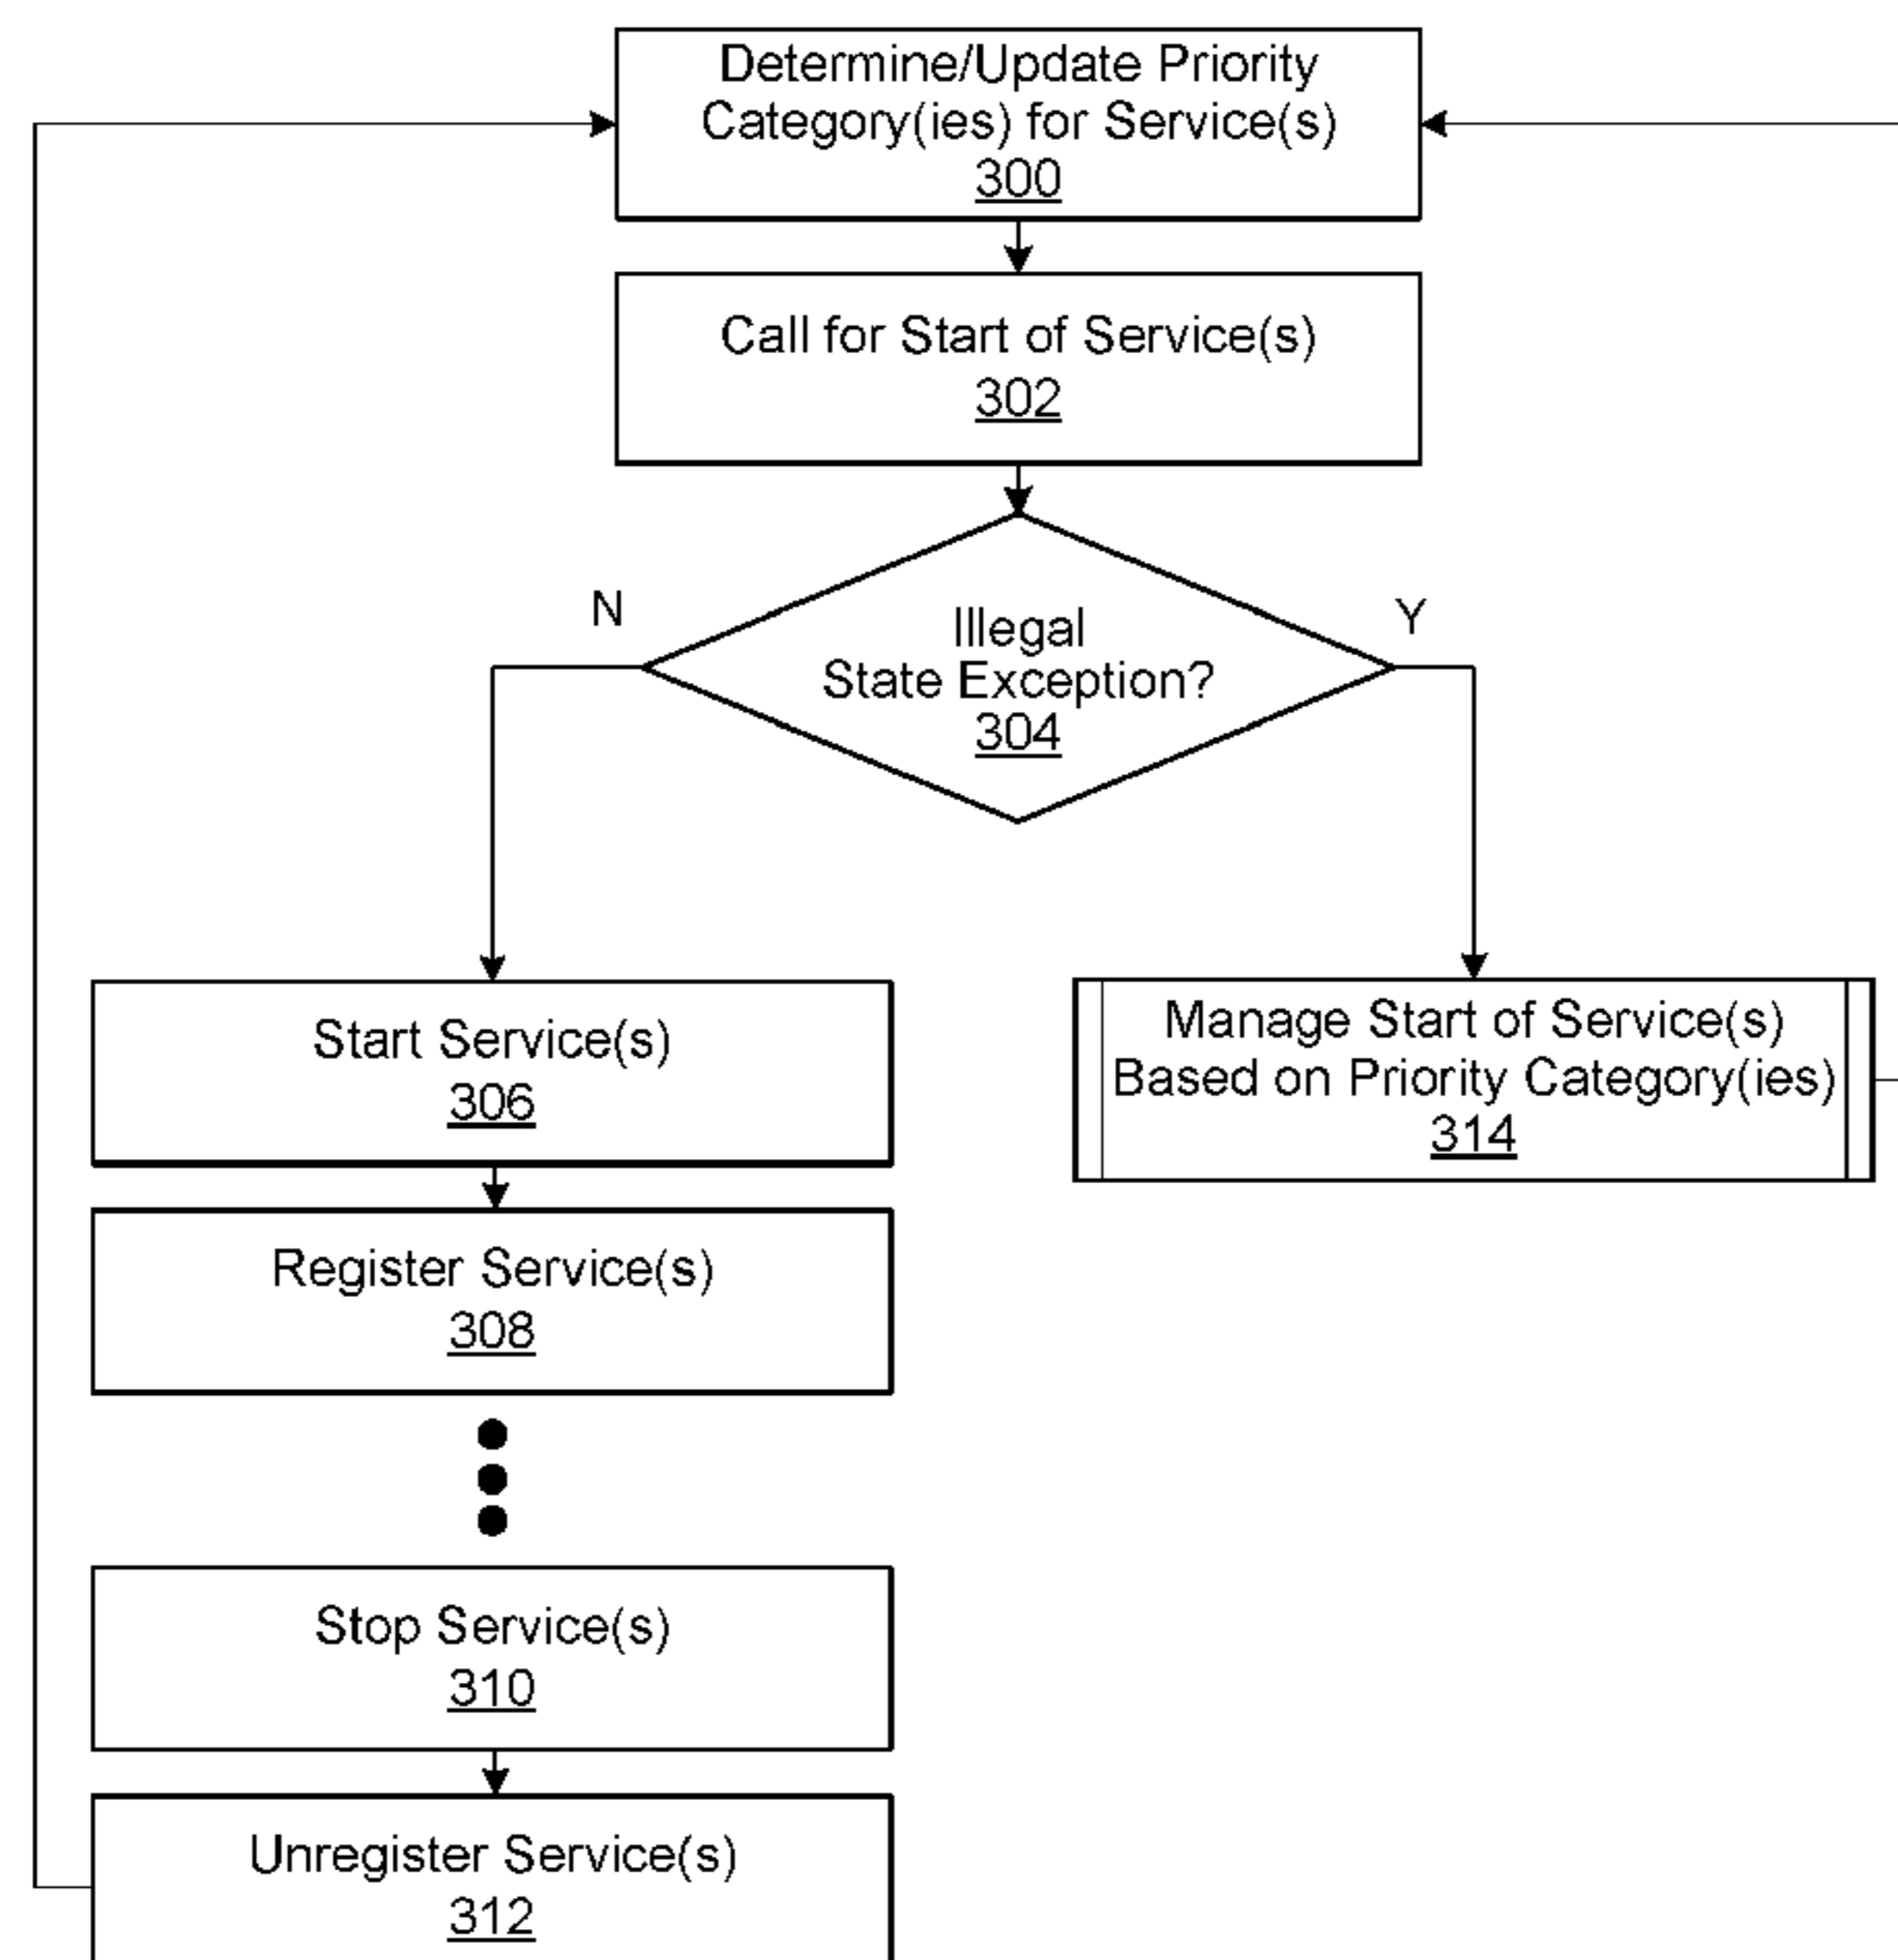 Determine/Update Priority
Category(ies) for Service(s)
300
Call for Start of Service(s)
302
N
Y
Illegal
State Exception?
304
Start Service(s)
306
Manage Start of Service(s)
Based on Priority Category(ies)
314
Register Service(s)
308
Stop Service(s)
310
Unregister Service(s)
312